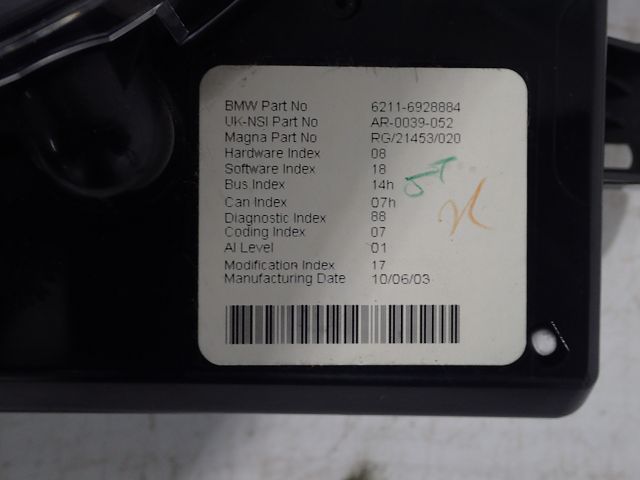 BMW Part No 6211-6928884
UK-NSI Part No AR-0039-052
Magna Part No RG/21453/020
Hardware Index 08
Software Index 18
Bus Index 14h
Can Index 07h
Diagnostic Index 88
Coding Index 07
AI Level 01
Modification Index 17
Manufacturing Date 10/06/03